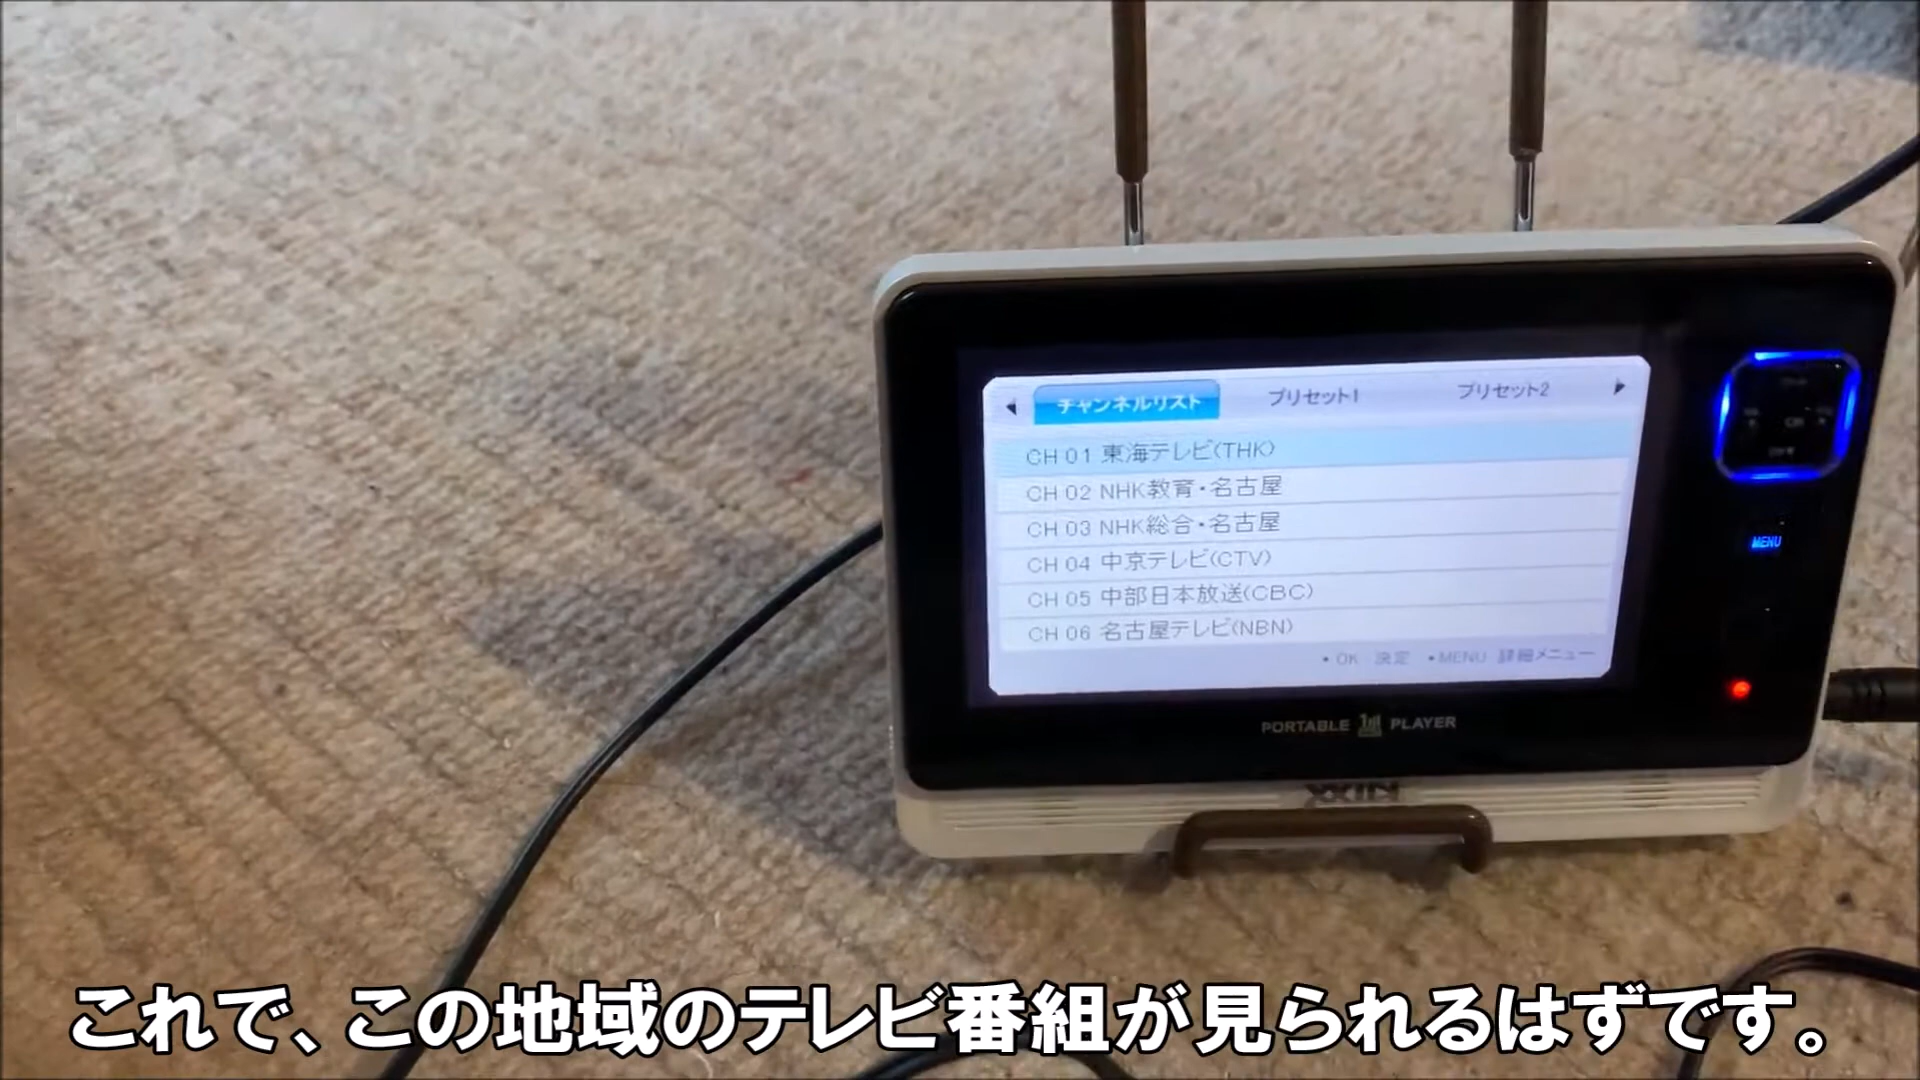 チャンネルリスト プリセット1 プリセット2
CH 01 東海テレビ(THK)
CH 02 NHK教育・名古屋
CH 03 NHK総合・名古屋
CH 04 中京テレビ(CTV)
CH 05 中部日本放送(CBC)
CH 06 名古屋テレビ(NBN)
• OK 決定 • MENU 詳細メニュー
MENU
PORTABLE 1st PLAYER
これで、この地域のテレビ番組が見られるはずです。